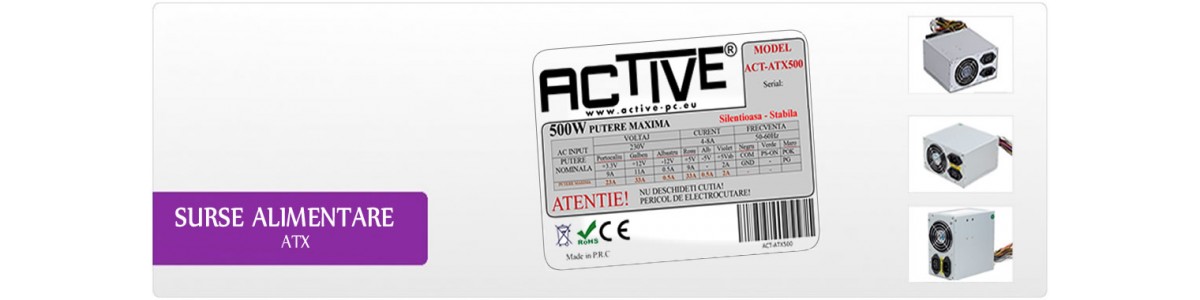 SURSE ALIMENTARE
ATX
ACTIVE®
www.active-pc.eu
MODEL
ACT-ATX500
Serial:
500W PUTERE MAXIMA
Silentioasa - Stabila
VOLTAJ CURENT FRECVENTA
AC INPUT 230V 4-8A 50-60Hz
PUTERE Portocaliu Galben Albastru Rosu Alb Violet Negru Verde Maro
NOMINALA +3.3V +12V -12V +5V -5V +5Vsb COM PS-ON POK
9A 11A 0.5A 9A - 2A GND - PG
PUTERE MAXIMA 23A 33A 0.5A 33A 0.5A 2A - - -
ATENTIE! NU DESCHIDETI CUTIA!
PERICOL DE ELECTROCUTARE!
RoHS CE
Made in P.R.C
ACT-ATX500